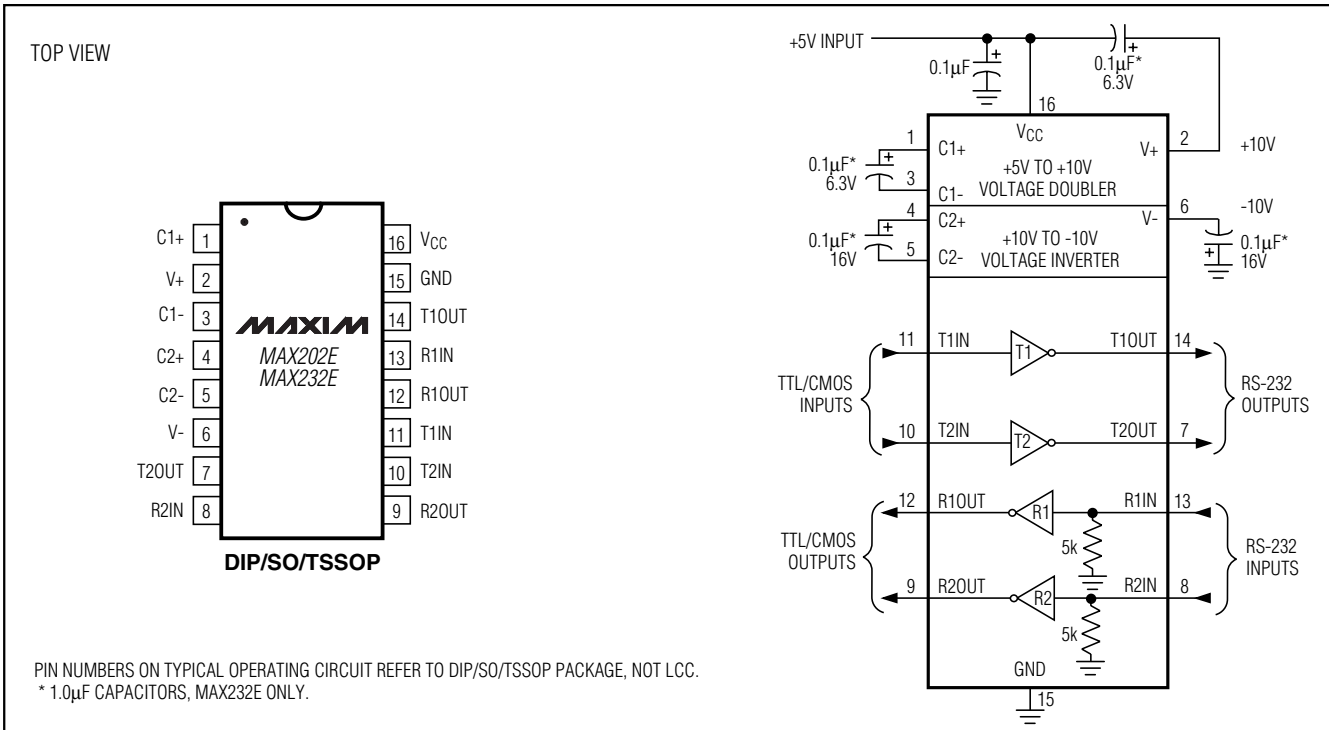 TOP VIEW
C1+ 1
V+ 2
C1- 3
C2+ 4
C2- 5
V- 6
T2OUT 7
R2IN 8
16 VCC
15 GND
14 T1OUT
13 R1IN
12 R1OUT
11 T1IN
10 T2IN
9 R2OUT
MAXIM
MAX202E
MAX232E
DIP/SO/TSSOP
+5V INPUT
0.1µF
+
0.1µF*
6.3V
+
16
VCC
1
C1+
0.1µF*
6.3V
+
3
C1-
+5V TO +10V
VOLTAGE DOUBLER
V+
2
+10V
4
C2+
0.1µF*
16V
+
5
C2-
+10V TO -10V
VOLTAGE INVERTER
V-
6
-10V
0.1µF*
16V
+
TTL/CMOS
INPUTS
11 T1IN T1 T1OUT 14
10 T2IN T2 T2OUT 7
RS-232
OUTPUTS
TTL/CMOS
OUTPUTS
12 R1OUT R1 R1IN 13
5k
9 R2OUT R2 R2IN 8
5k
RS-232
INPUTS
GND
15
PIN NUMBERS ON TYPICAL OPERATING CIRCUIT REFER TO DIP/SO/TSSOP PACKAGE, NOT LCC.
* 1.0µF CAPACITORS, MAX232E ONLY.